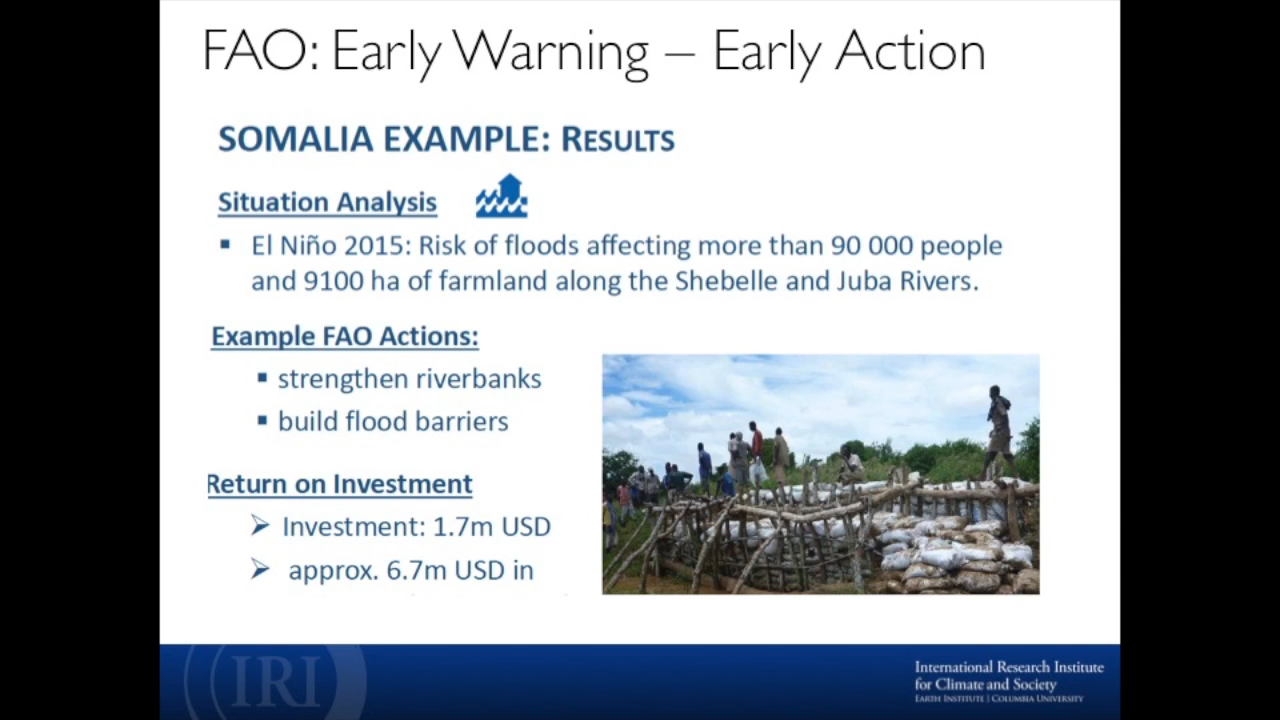 FAO: Early Warning – Early Action
SOMALIA EXAMPLE: RESULTS
Situation Analysis
▪ El Niño 2015: Risk of floods affecting more than 90 000 people
and 9100 ha of farmland along the Shebelle and Juba Rivers.
Example FAO Actions:
▪ strengthen riverbanks
▪ build flood barriers
Return on Investment
➢ Investment: 1.7m USD
➢ approx. 6.7m USD in
IRI
International Research Institute
for Climate and Society
EARTH INSTITUTE | COLUMBIA UNIVERSITY